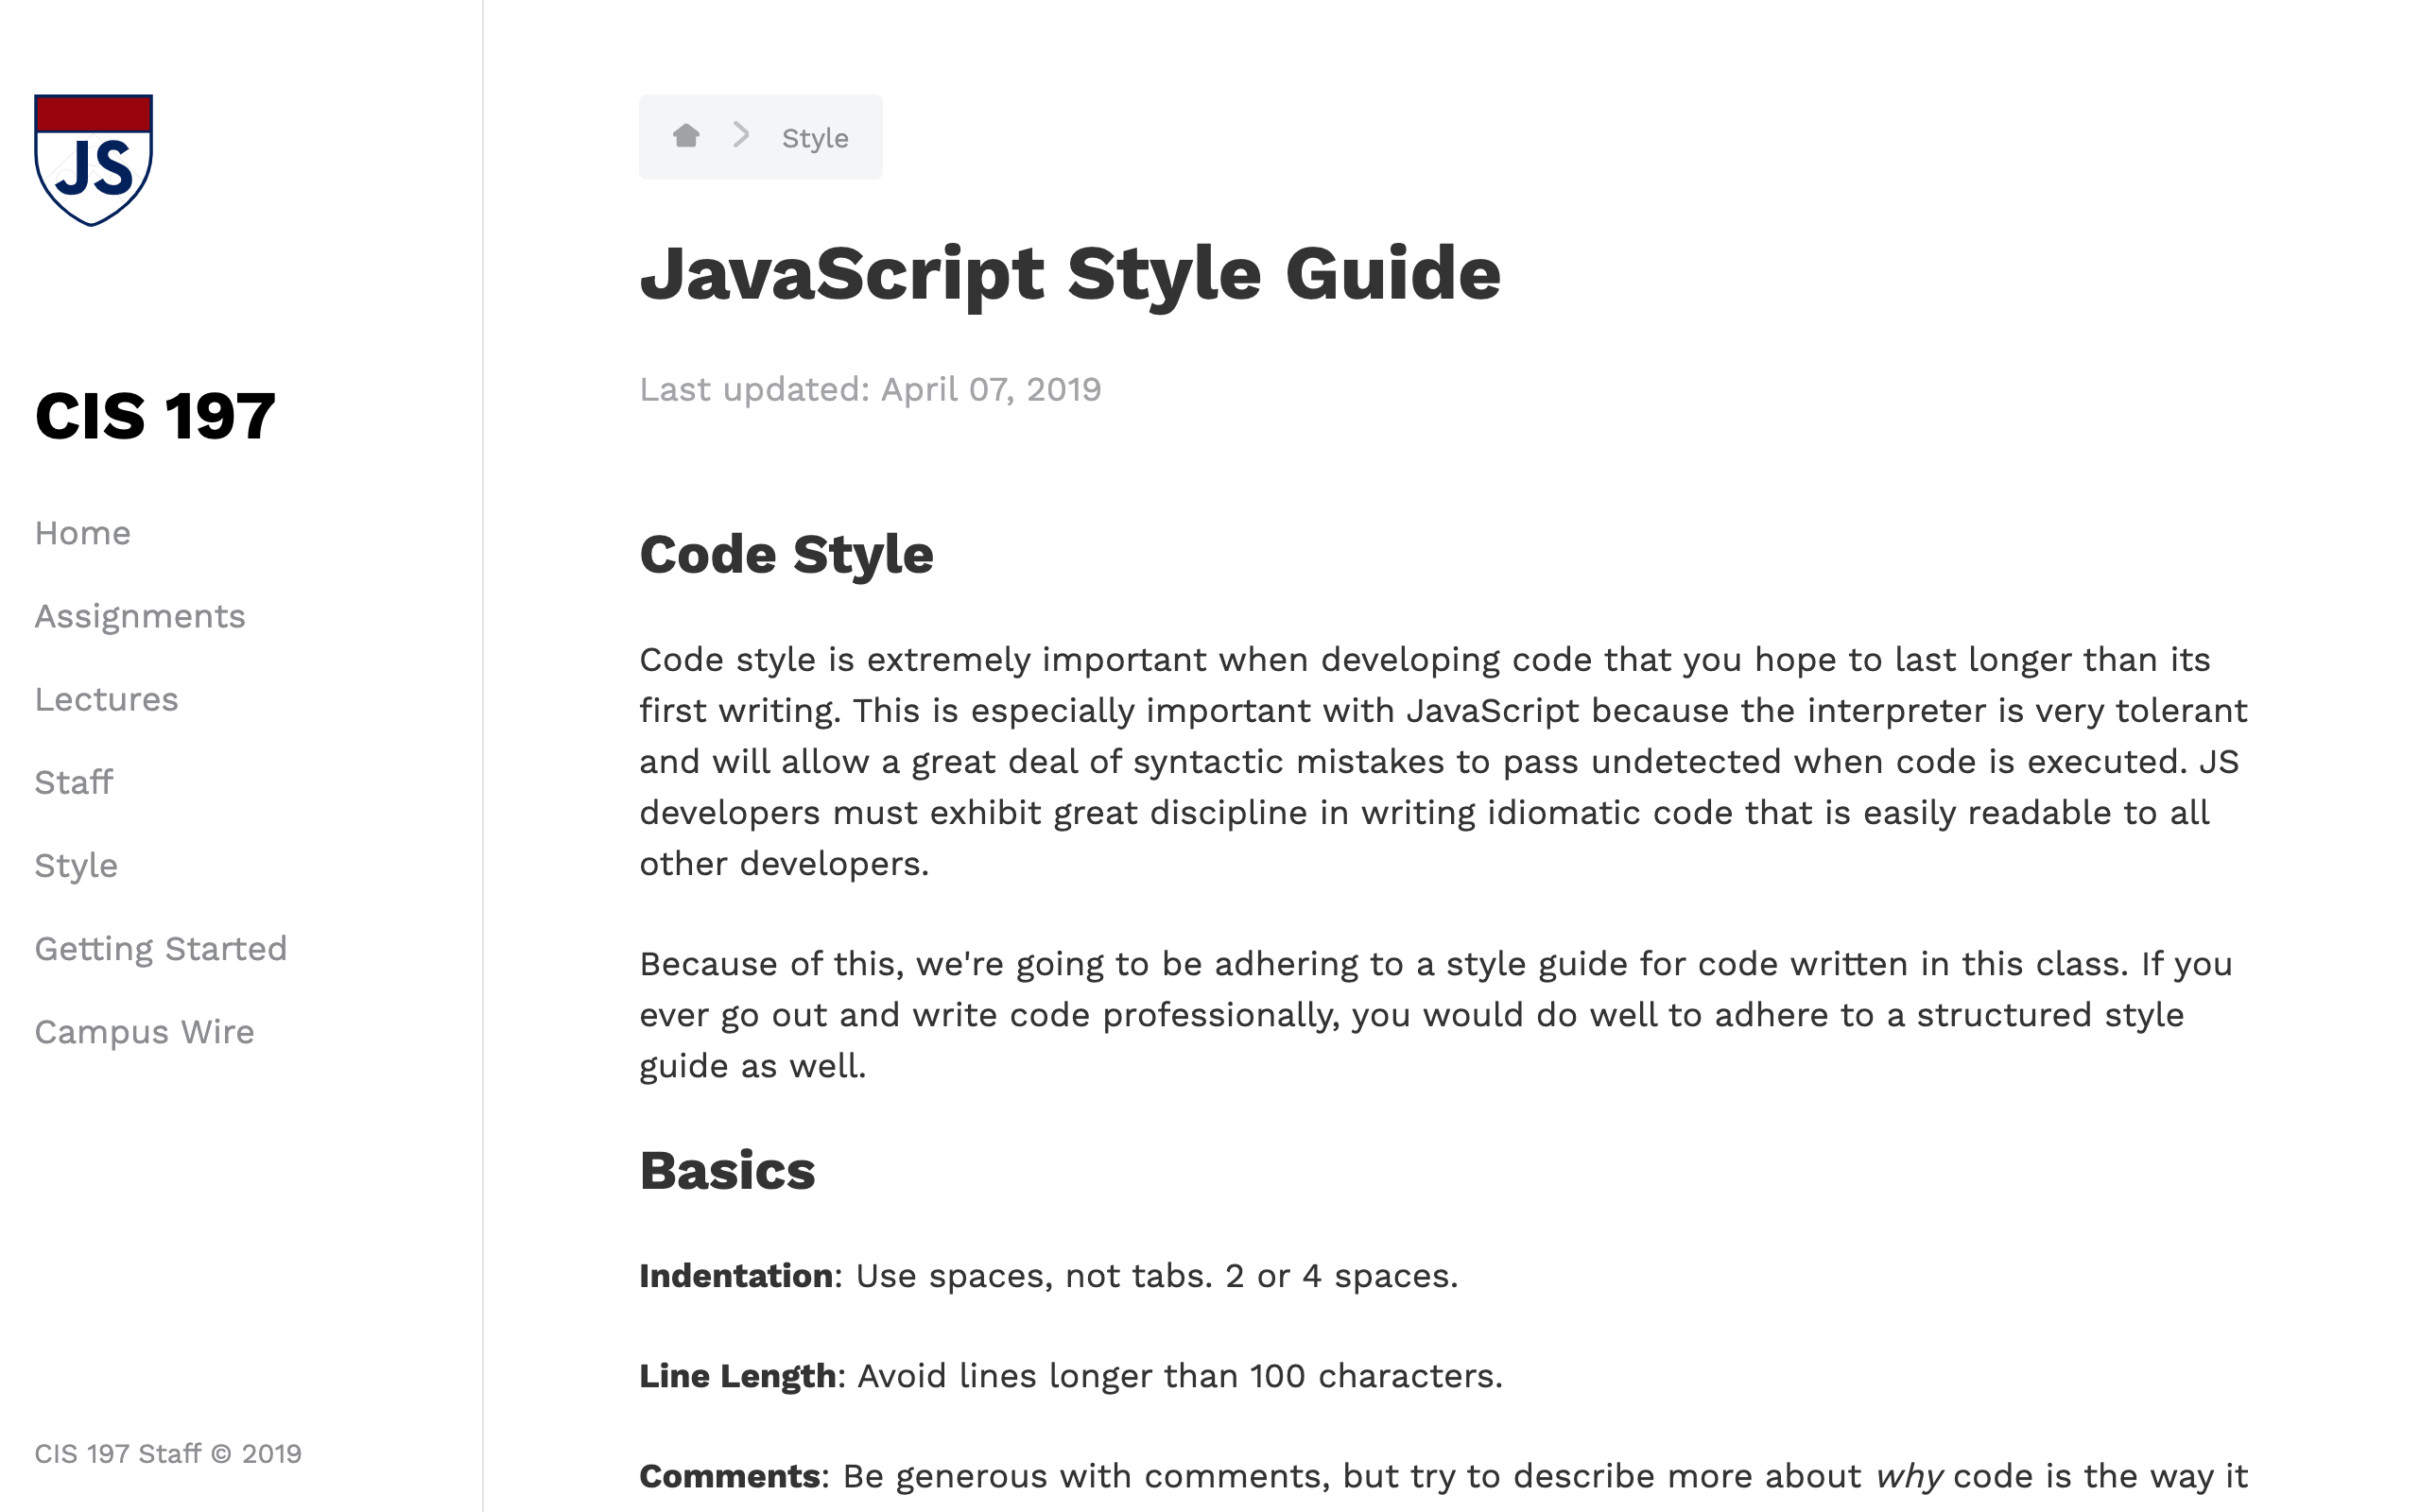 JS
CIS 197
Home
Assignments
Lectures
Staff
Style
Getting Started
Campus Wire
CIS 197 Staff © 2019
Style
JavaScript Style Guide
Last updated: April 07, 2019
Code Style
Code style is extremely important when developing code that you hope to last longer than its
first writing. This is especially important with JavaScript because the interpreter is very tolerant
and will allow a great deal of syntactic mistakes to pass undetected when code is executed. JS
developers must exhibit great discipline in writing idiomatic code that is easily readable to all
other developers.
Because of this, we're going to be adhering to a style guide for code written in this class. If you
ever go out and write code professionally, you would do well to adhere to a structured style
guide as well.
Basics
Indentation: Use spaces, not tabs. 2 or 4 spaces.
Line Length: Avoid lines longer than 100 characters.
Comments: Be generous with comments, but try to describe more about why code is the way it